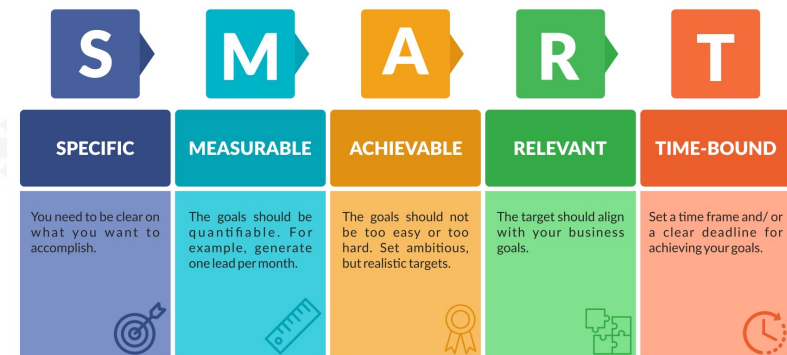 S
M
A
R
T
SPECIFIC
MEASURABLE
ACHIEVABLE
RELEVANT
TIME-BOUND
You need to be clear on
what you want to
accomplish.
The goals should be
quantifiable. For
example, generate
one lead per month.
The goals should not
be too easy or too
hard. Set ambitious,
but realistic targets.
The target should align
with your business
goals.
Set a time frame and/ or
a clear deadline for
achieving your goals.